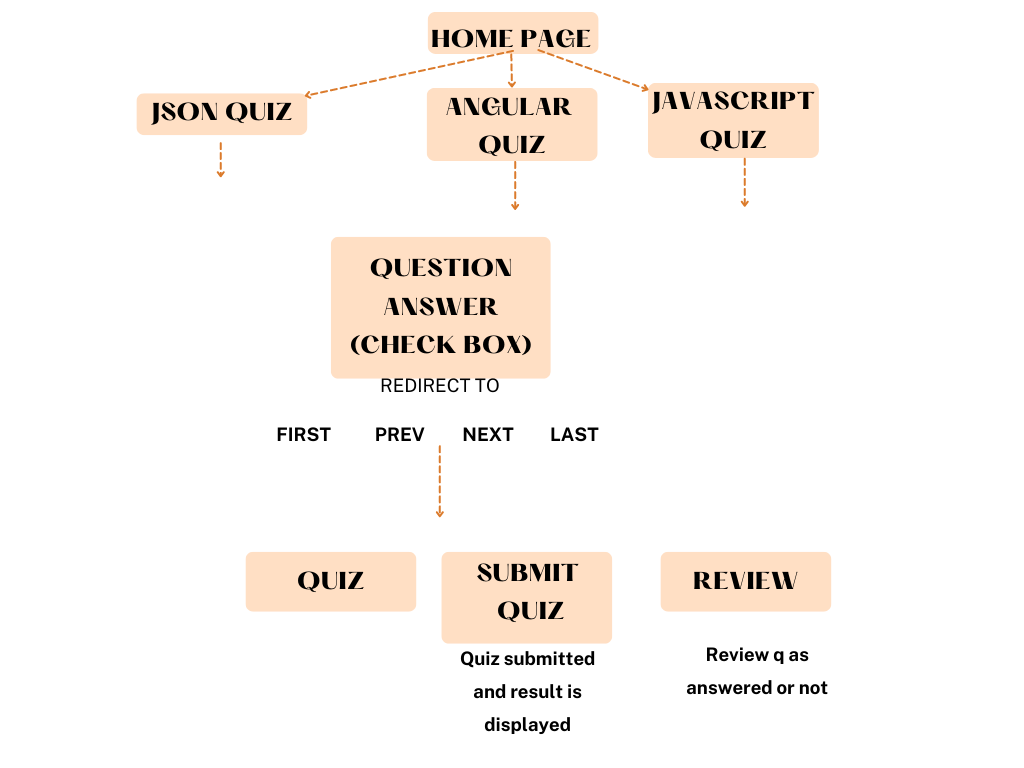 HOME PAGE
JSON QUIZ
ANGULAR
QUIZ
JAVASCRIPT
QUIZ
QUESTION
ANSWER
(CHECK BOX)
REDIRECT TO
FIRST PREV NEXT LAST
QUIZ
SUBMIT
QUIZ
REVIEW
Quiz submitted
and result is
displayed
Review q as
answered or not